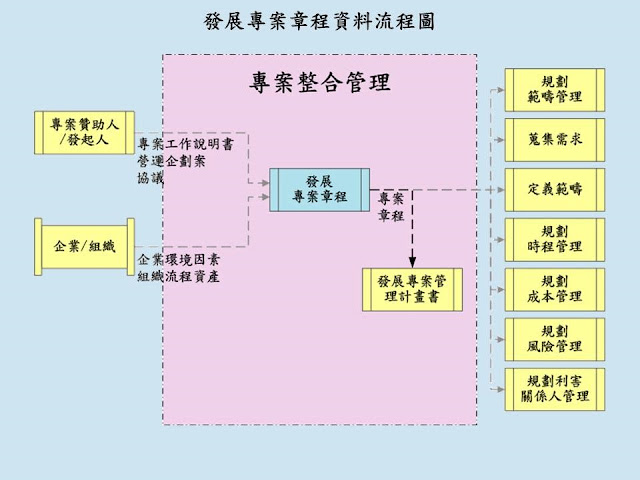 發展專案章程資料流程圖
專案整合管理
專案贊助人
/發起人
專案工作說明書
營運企劃案
協議
企業/組織
企業環境因素
組織流程資產
發展
專案章程
專案
章程
發展專案管
理計畫書
規劃
範疇管理
蒐集需求
定義範疇
規劃
時程管理
規劃
成本管理
規劃
風險管理
規劃利害
關係人管理